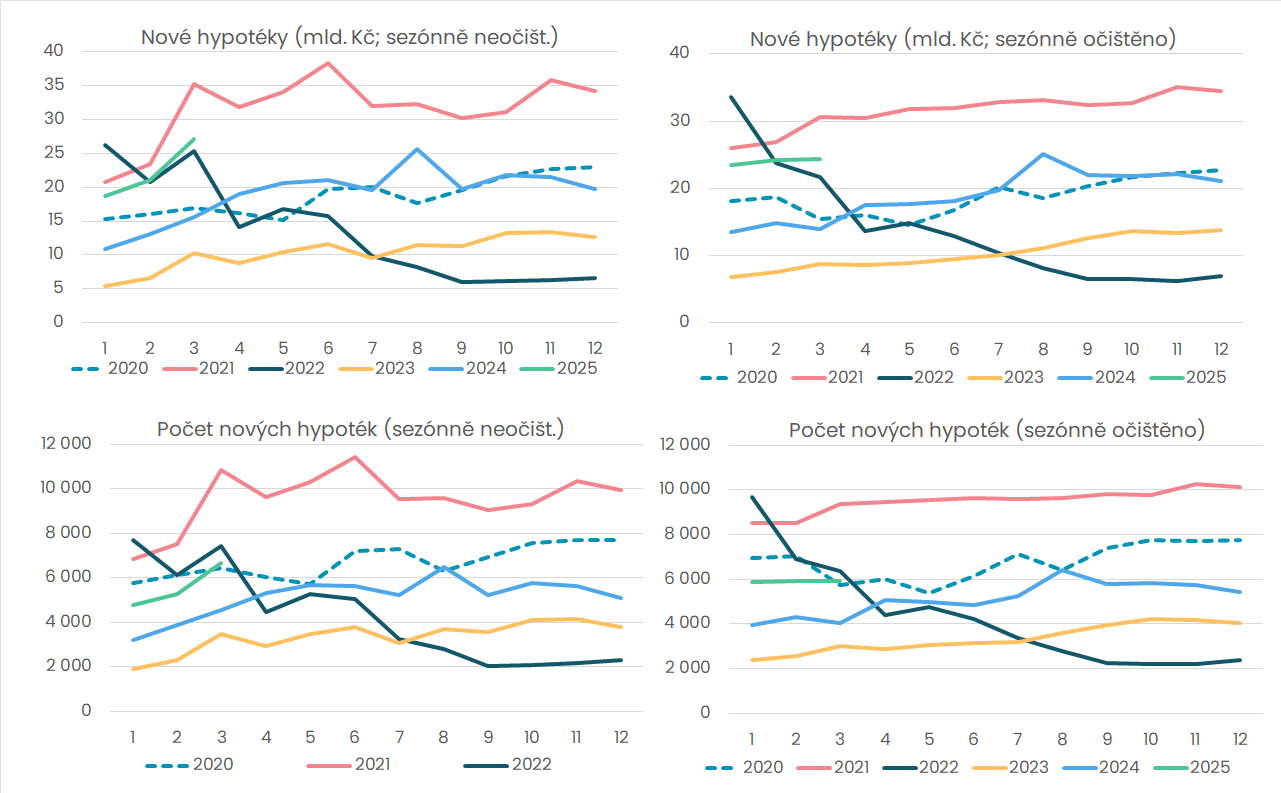 Nové hypotéky (mld. Kč; sezónně neočišt.)
40
35
30
25
20
15
10
5
0
1 2 3 4 5 6 7 8 9 10 11 12
2020 2021 2022 2023 2024 2025
Nové hypotéky (mld. Kč; sezónně očištěno)
40
30
20
10
0
1 2 3 4 5 6 7 8 9 10 11 12
2020 2021 2022 2023 2024 2025
Počet nových hypoték (sezónně neočišt.)
12 000
10 000
8 000
6 000
4 000
2 000
0
1 2 3 4 5 6 7 8 9 10 11 12
2020 2021 2022
Počet nových hypoték (sezónně očištěno)
12 000
10 000
8 000
6 000
4 000
2 000
0
1 2 3 4 5 6 7 8 9 10 11 12
2020 2021 2022 2023 2024 2025